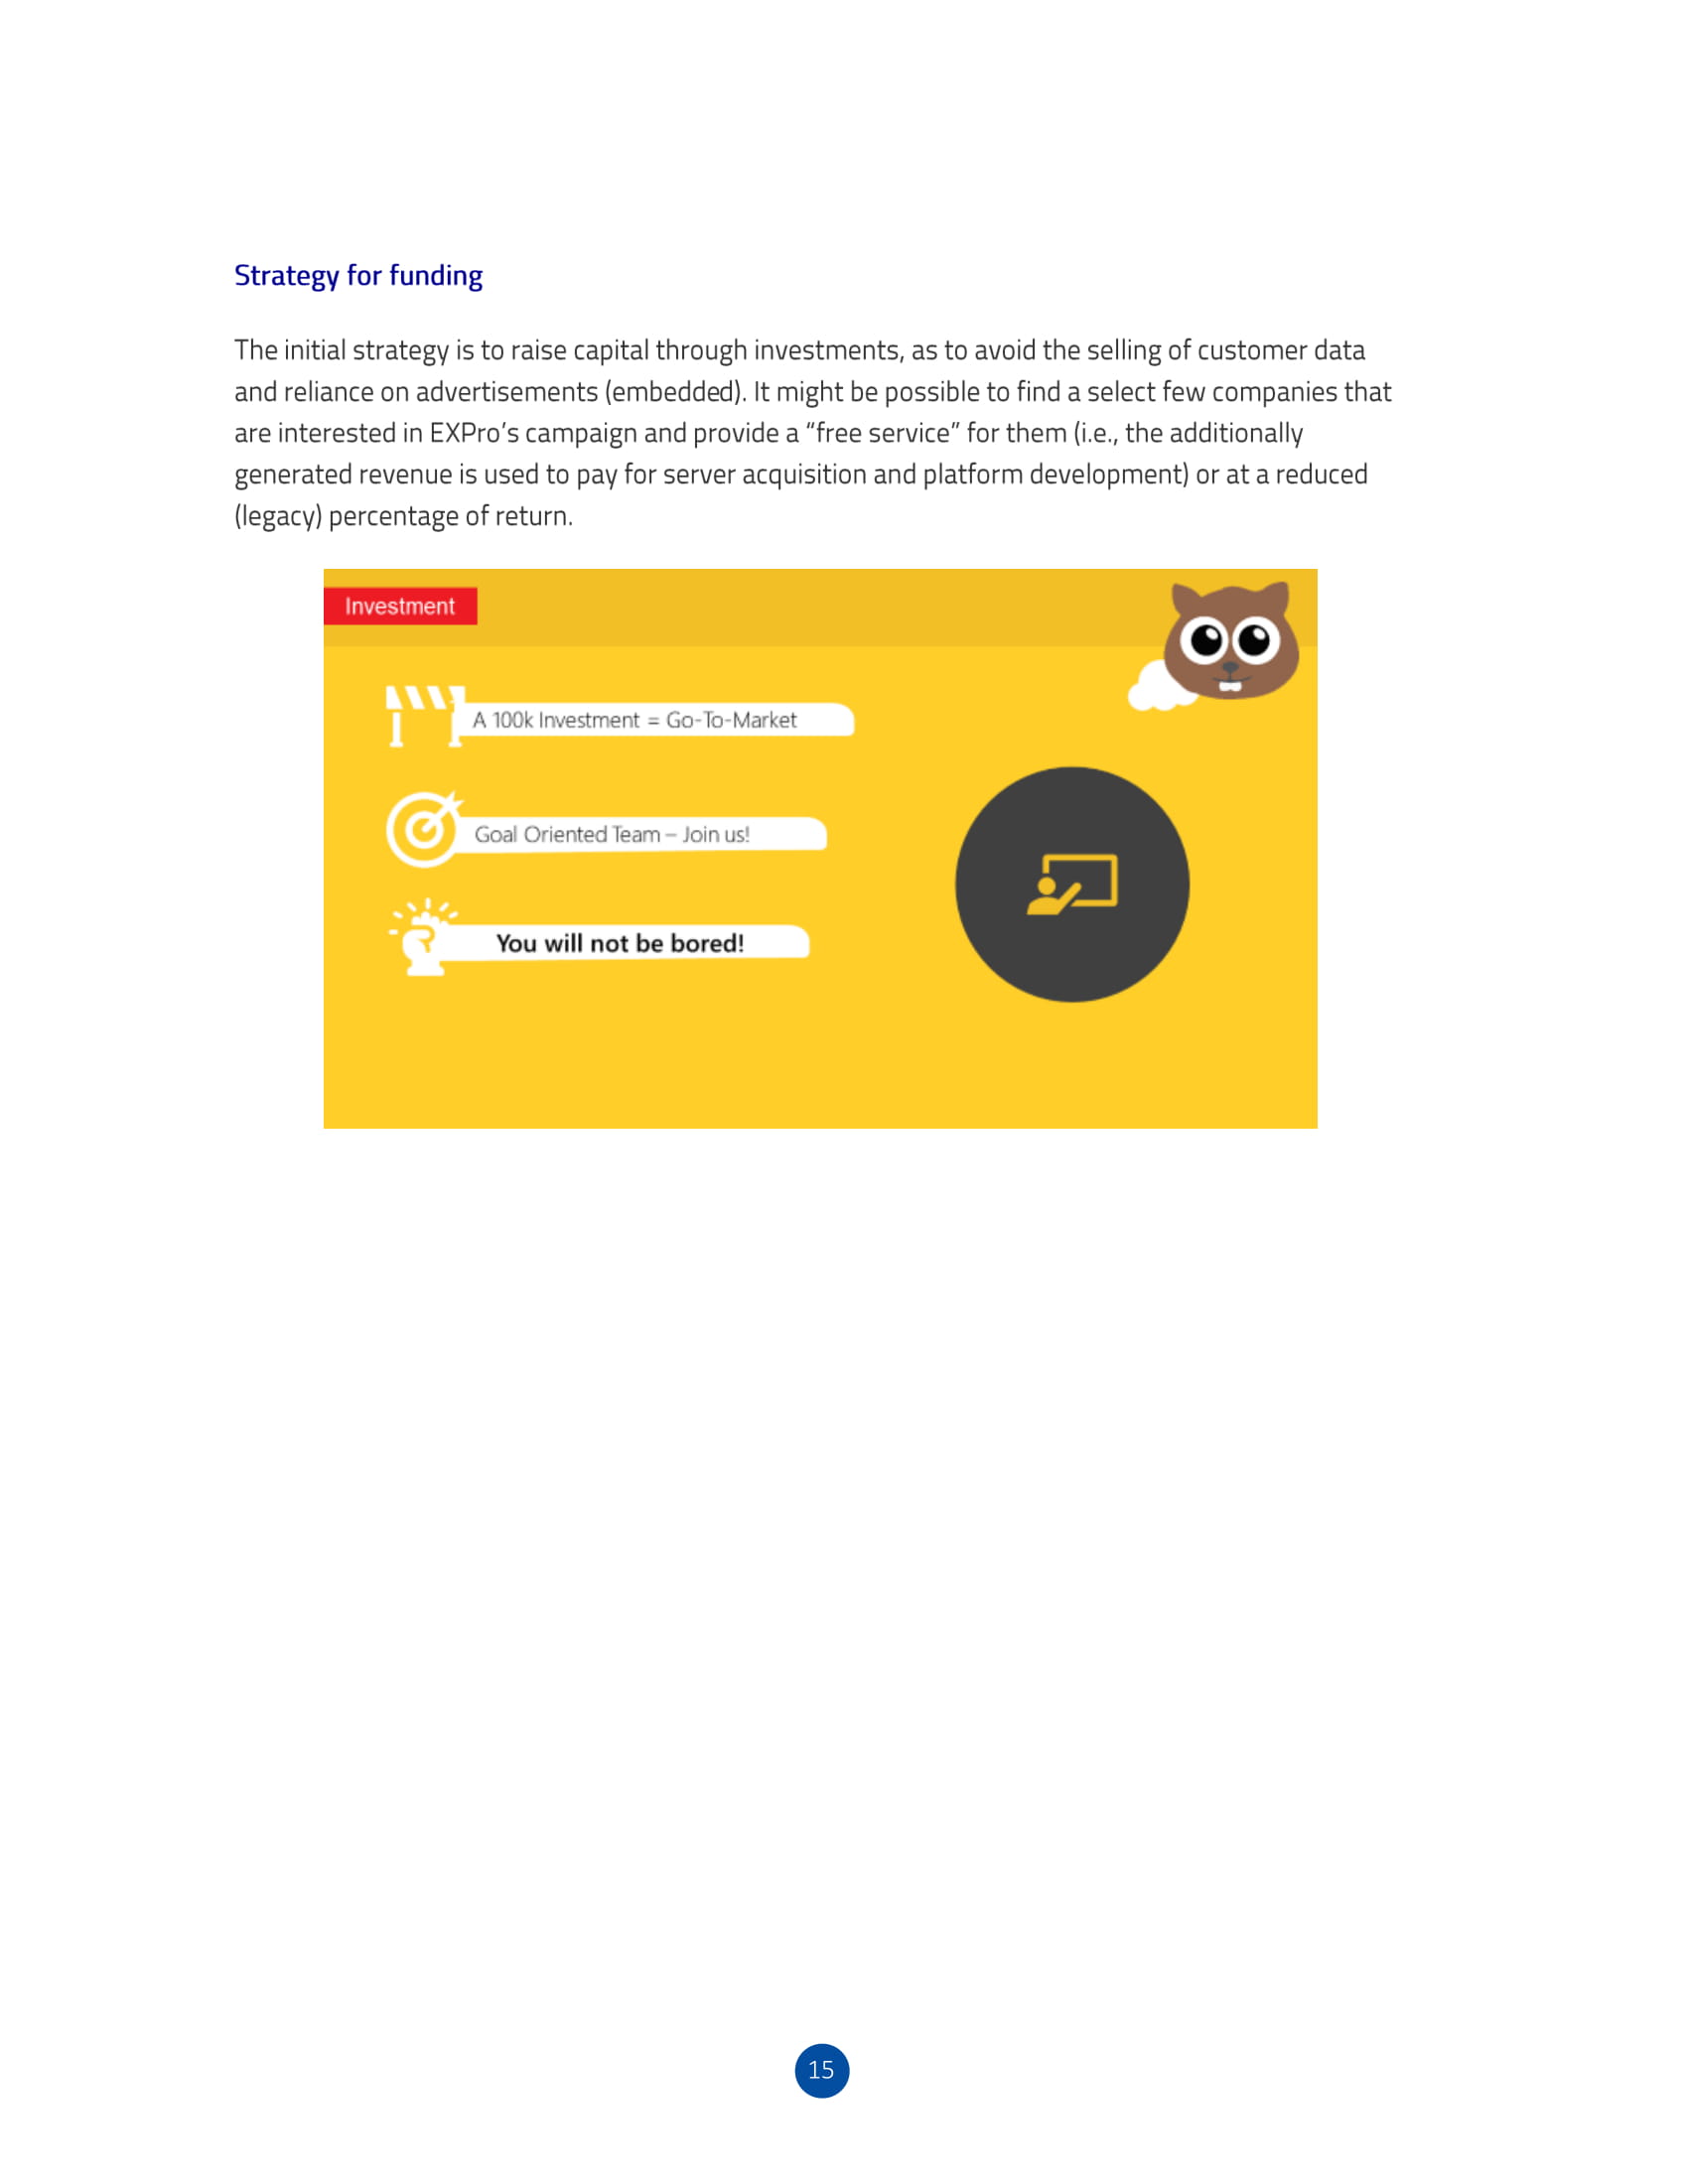 Strategy for funding
The initial strategy is to raise capital through investments, as to avoid the selling of customer data
and reliance on advertisements (embedded). It might be possible to find a select few companies that
are interested in EXPro’s campaign and provide a “free service” for them (i.e., the additionally
generated revenue is used to pay for server acquisition and platform development) or at a reduced
(legacy) percentage of return.
Investment
A 100k Investment = Go-To-Market
Goal Oriented Team – Join us!
You will not be bored!
15